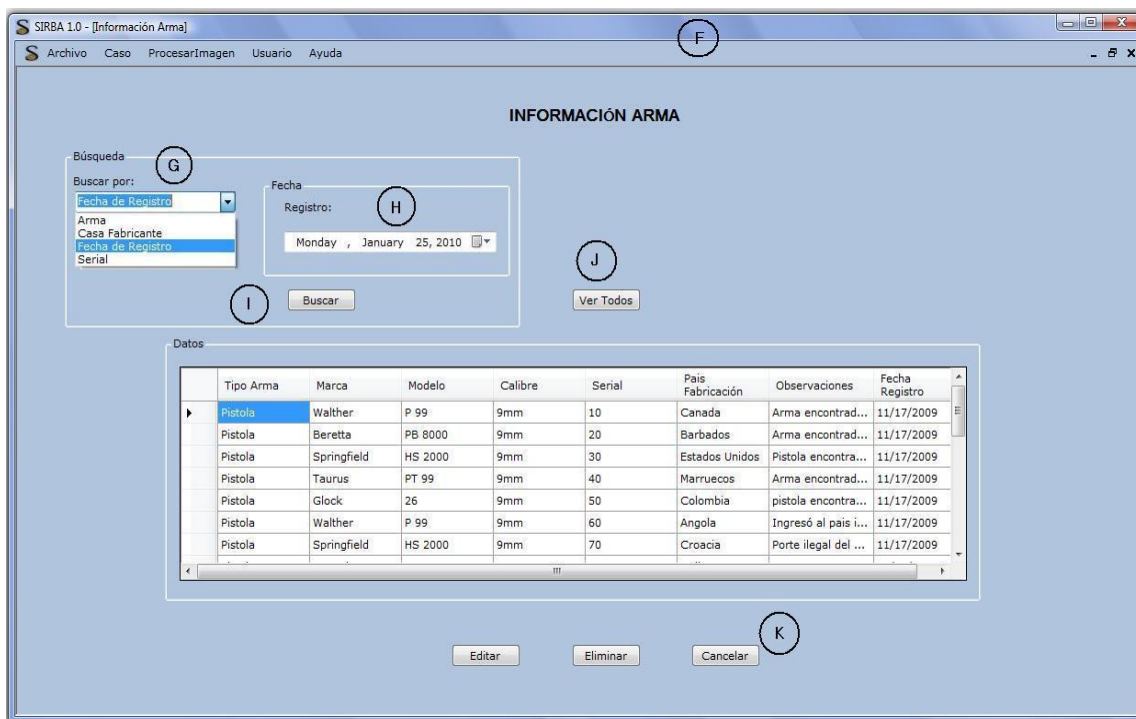 SIRBA 1.0 - [Información Arma]
F
Archivo Caso ProcesarImagen Usuario Ayuda
INFORMACIÓN ARMA
Búsqueda
G
Buscar por:
Fecha de Registro
Arma
Casa Fabricante
Fecha de Registro
Serial
Fecha
Registro:
H
Monday , January 25, 2010
I
Buscar
J
Ver Todos
Datos
Tipo Arma Marca Modelo Calibre Serial Pais Fabricación Observaciones Fecha Registro
Pistola Walther P 99 9mm 10 Canada Arma encontrad... 11/17/2009
Pistola Beretta PB 8000 9mm 20 Barbados Arma encontrad... 11/17/2009
Pistola Springfield HS 2000 9mm 30 Estados Unidos Pistola encontra... 11/17/2009
Pistola Taurus PT 99 9mm 40 Marruecos Arma encontrad... 11/17/2009
Pistola Glock 26 9mm 50 Colombia pistola encontra... 11/17/2009
Pistola Walther P 99 9mm 60 Angola Ingresó al pais i... 11/17/2009
Pistola Springfield HS 2000 9mm 70 Croacia Porte ilegal del ... 11/17/2009
K
Editar Eliminar Cancelar